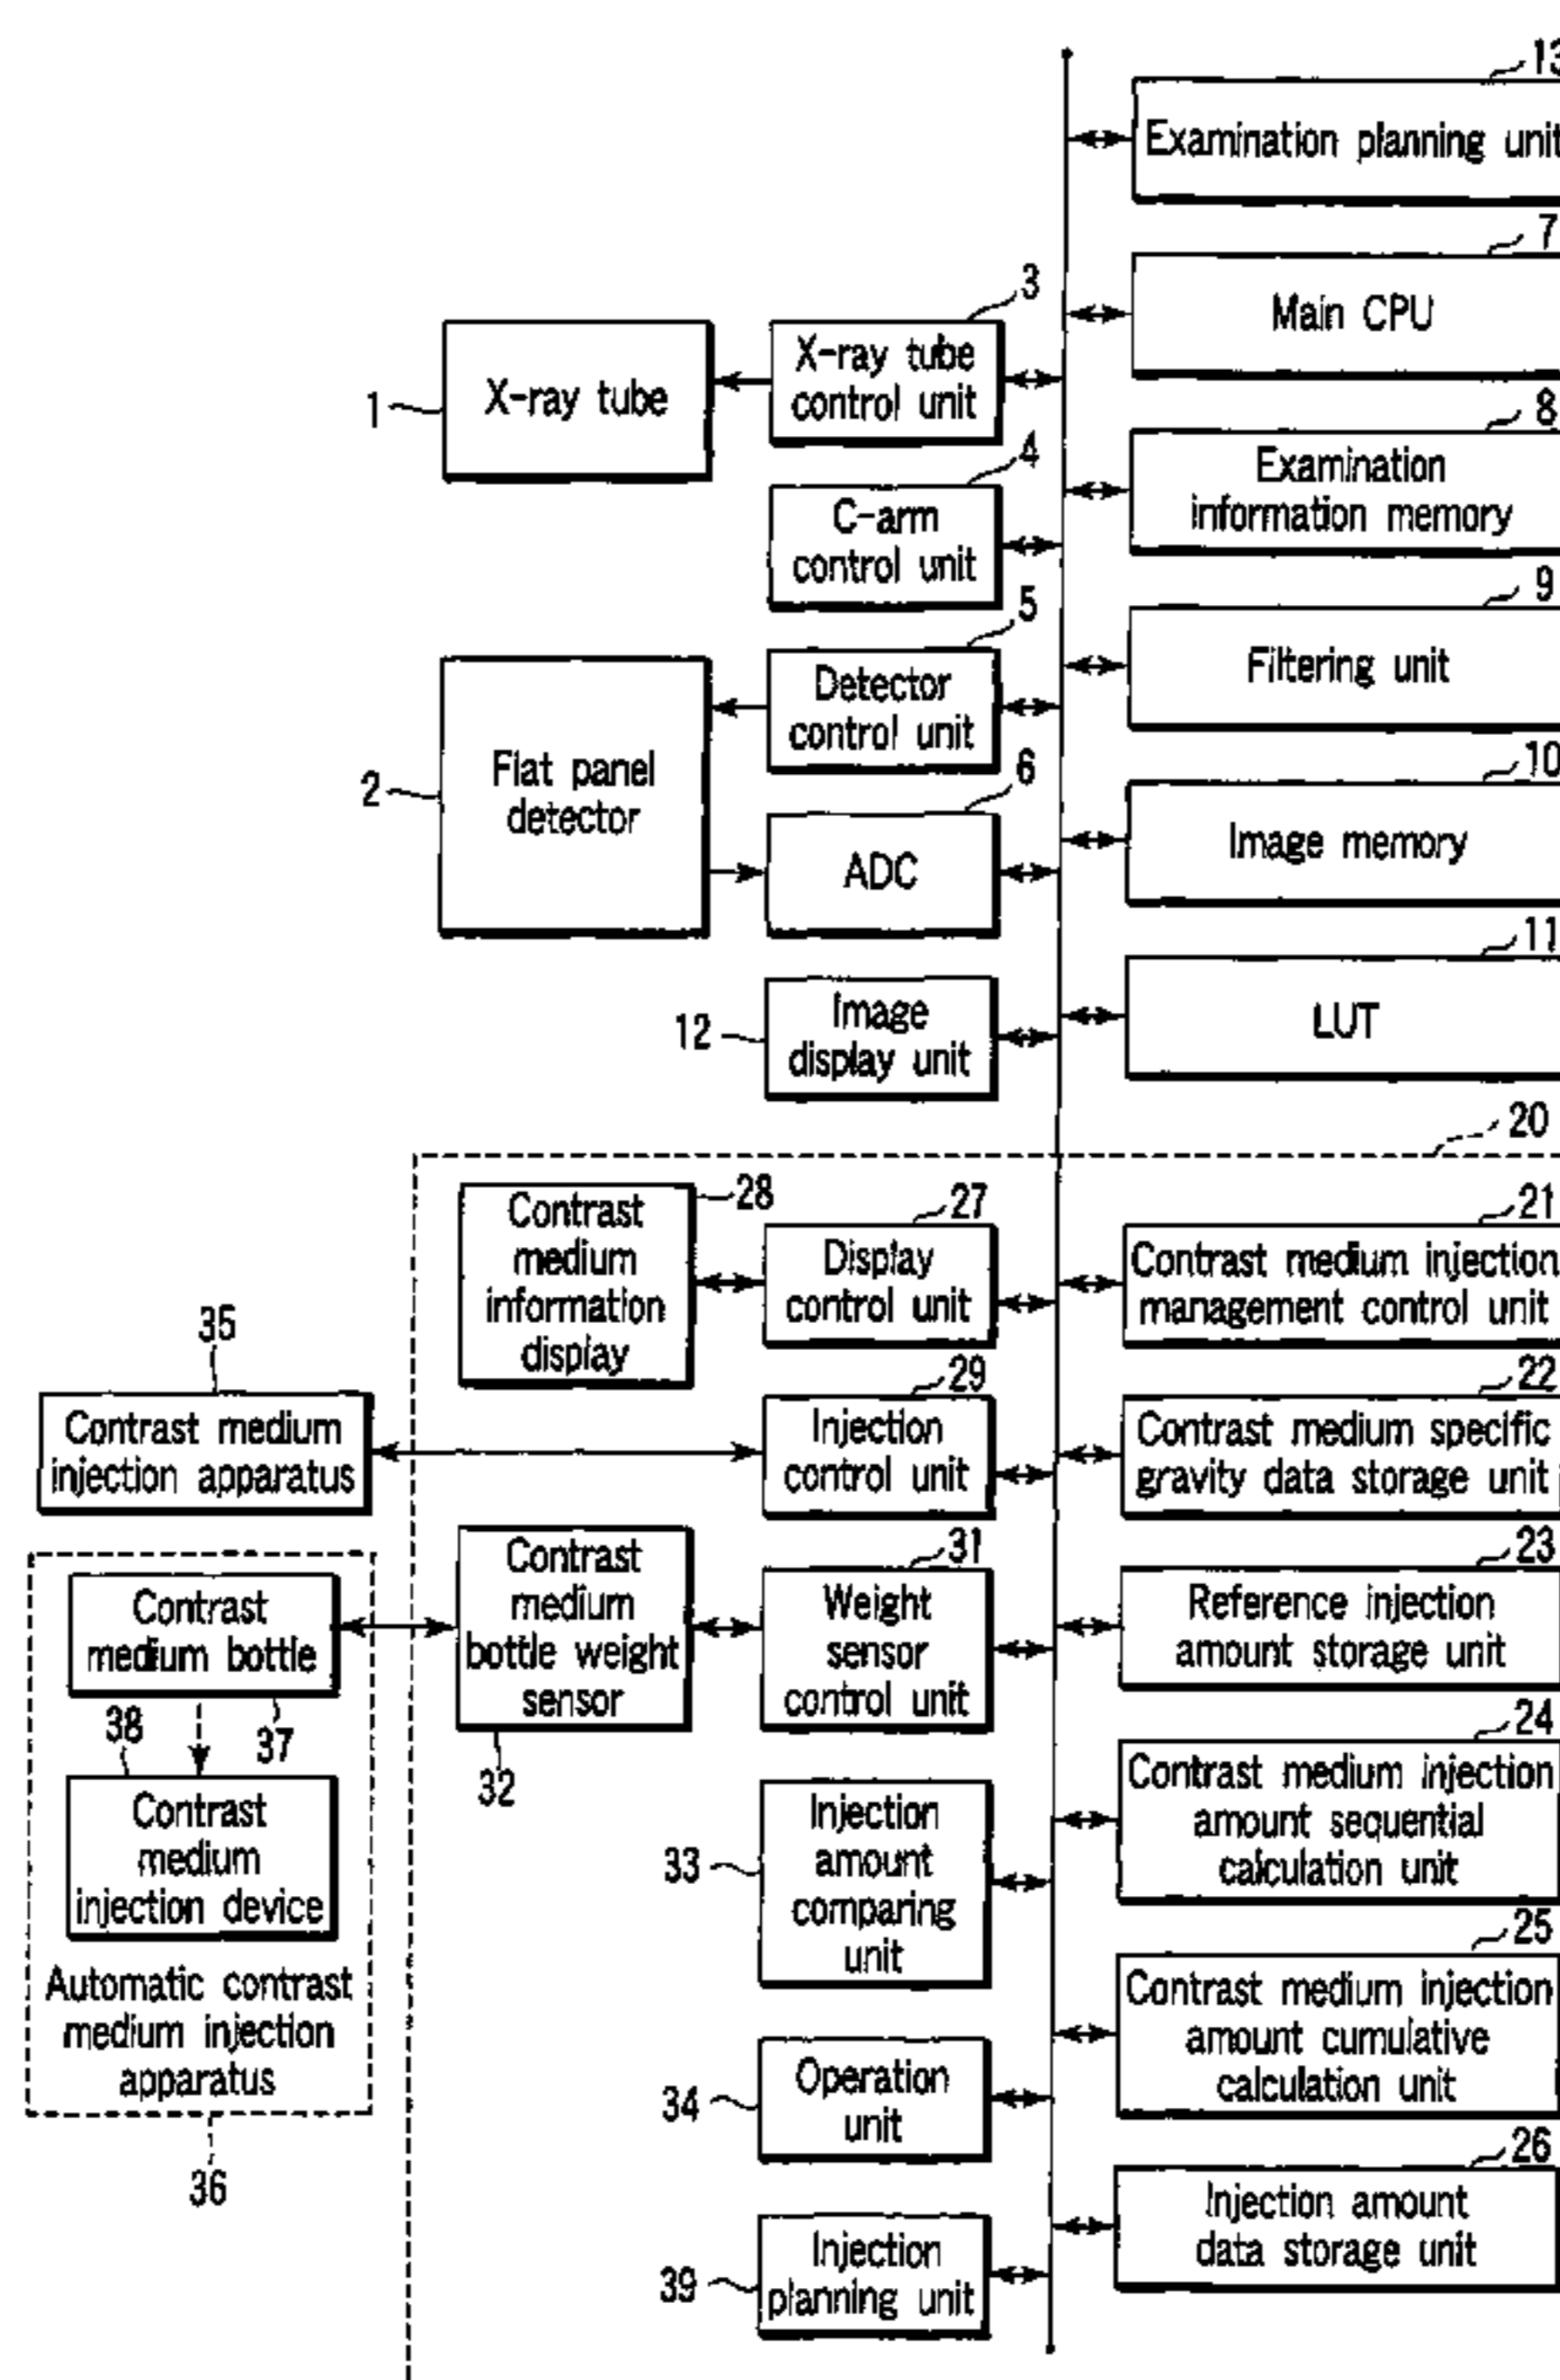 13
Examination planning unit
7
Main CPU
3
X-ray tube
control unit
1
X-ray tube
8
Examination
information memory
4
C-arm
control unit
9
Filtering unit
5
Detector
control unit
2
Flat panel
detector
6
ADC
10
Image memory
11
LUT
12
Image
display unit
20
28
Contrast
medium
information
display
27
Display
control unit
21
Contrast medium injection
management control unit
35
Contrast medium
injection apparatus
29
Injection
control unit
22
Contrast medium specific
gravity data storage unit
Contrast
medium bottle
37
Contrast
medium
bottle weight
sensor
32
31
Weight
sensor
control unit
23
Reference injection
amount storage unit
38
Contrast
medium
injection device
Automatic contrast
medium injection
apparatus
36
33
Injection
amount
comparing
unit
24
Contrast medium injection
amount sequential
calculation unit
25
Contrast medium injection
amount cumulative
calculation unit
34
Operation
unit
26
Injection amount
data storage unit
39
Injection
planning unit